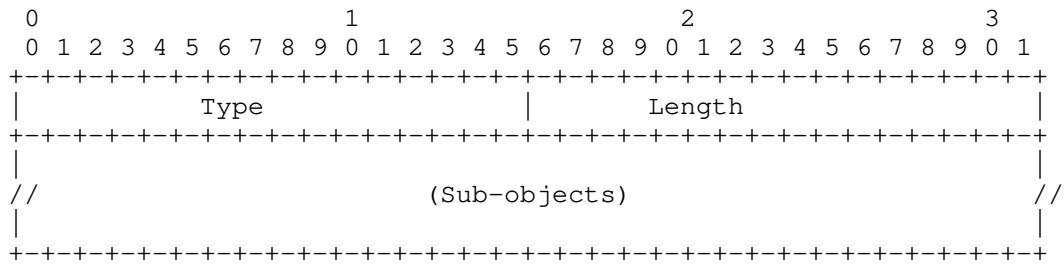 0                   1                   2                   3
0 1 2 3 4 5 6 7 8 9 0 1 2 3 4 5 6 7 8 9 0 1 2 3 4 5 6 7 8 9 0 1
+-+-+-+-+-+-+-+-+-+-+-+-+-+-+-+-+-+-+-+-+-+-+-+-+-+-+-+-+-+-+-+-+
|           Type                |       Length                  |
+-+-+-+-+-+-+-+-+-+-+-+-+-+-+-+-+-+-+-+-+-+-+-+-+-+-+-+-+-+-+-+-+
|                                                               |
//                        (Sub-objects)                        //
|                                                               |
+-+-+-+-+-+-+-+-+-+-+-+-+-+-+-+-+-+-+-+-+-+-+-+-+-+-+-+-+-+-+-+-+